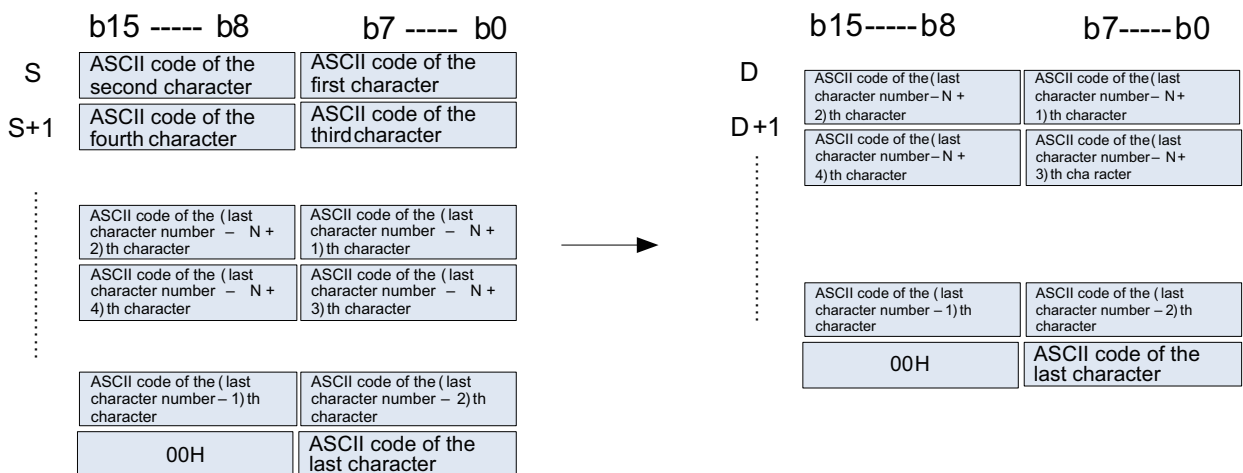 b15 ----- b8
b7 ----- b0
S
ASCII code of the
second character
ASCII code of the
first character
S+1
ASCII code of the
fourth character
ASCII code of the
thirdcharacter
ASCII code of the (last
character number – N +
2)th character
ASCII code of the (last
character number – N +
1)th character
ASCII code of the (last
character number – N +
4)th character
ASCII code of the (last
character number – N +
3)th character
ASCII code of the (last
character number – 1)th
character
ASCII code of the (last
character number – 2)th
character
00H
ASCII code of the
last character
b15-----b8
b7-----b0
D
ASCII code of the(last
character number – N +
2)th character
ASCII code of the(last
character number – N+
1)th character
D+1
ASCII code of the(last
character number – N +
4)th character
ASCII code of the(last
character number – N+
3)th cha racter
ASCII code of the (last
character number – 1)th
character
ASCII code of the (last
character number – 2)th
character
00H
ASCII code of the
last character